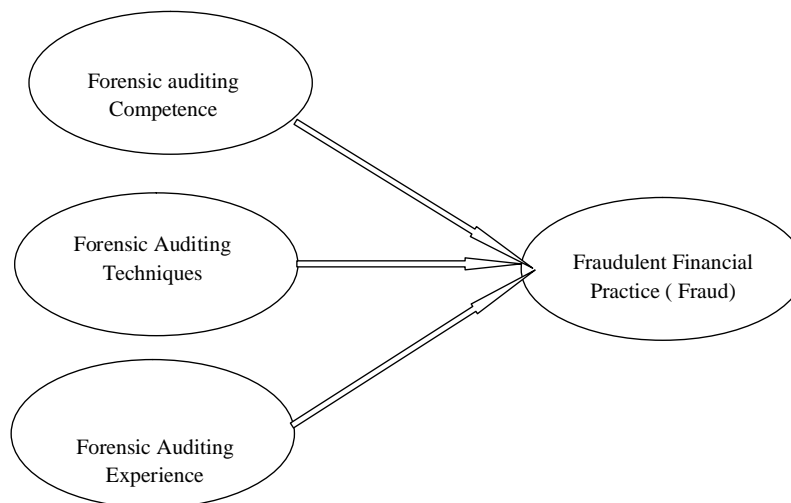 Forensic auditing
Competence
Forensic Auditing
Techniques
Fraudulent Financial
Practice ( Fraud)
Forensic Auditing
Experience